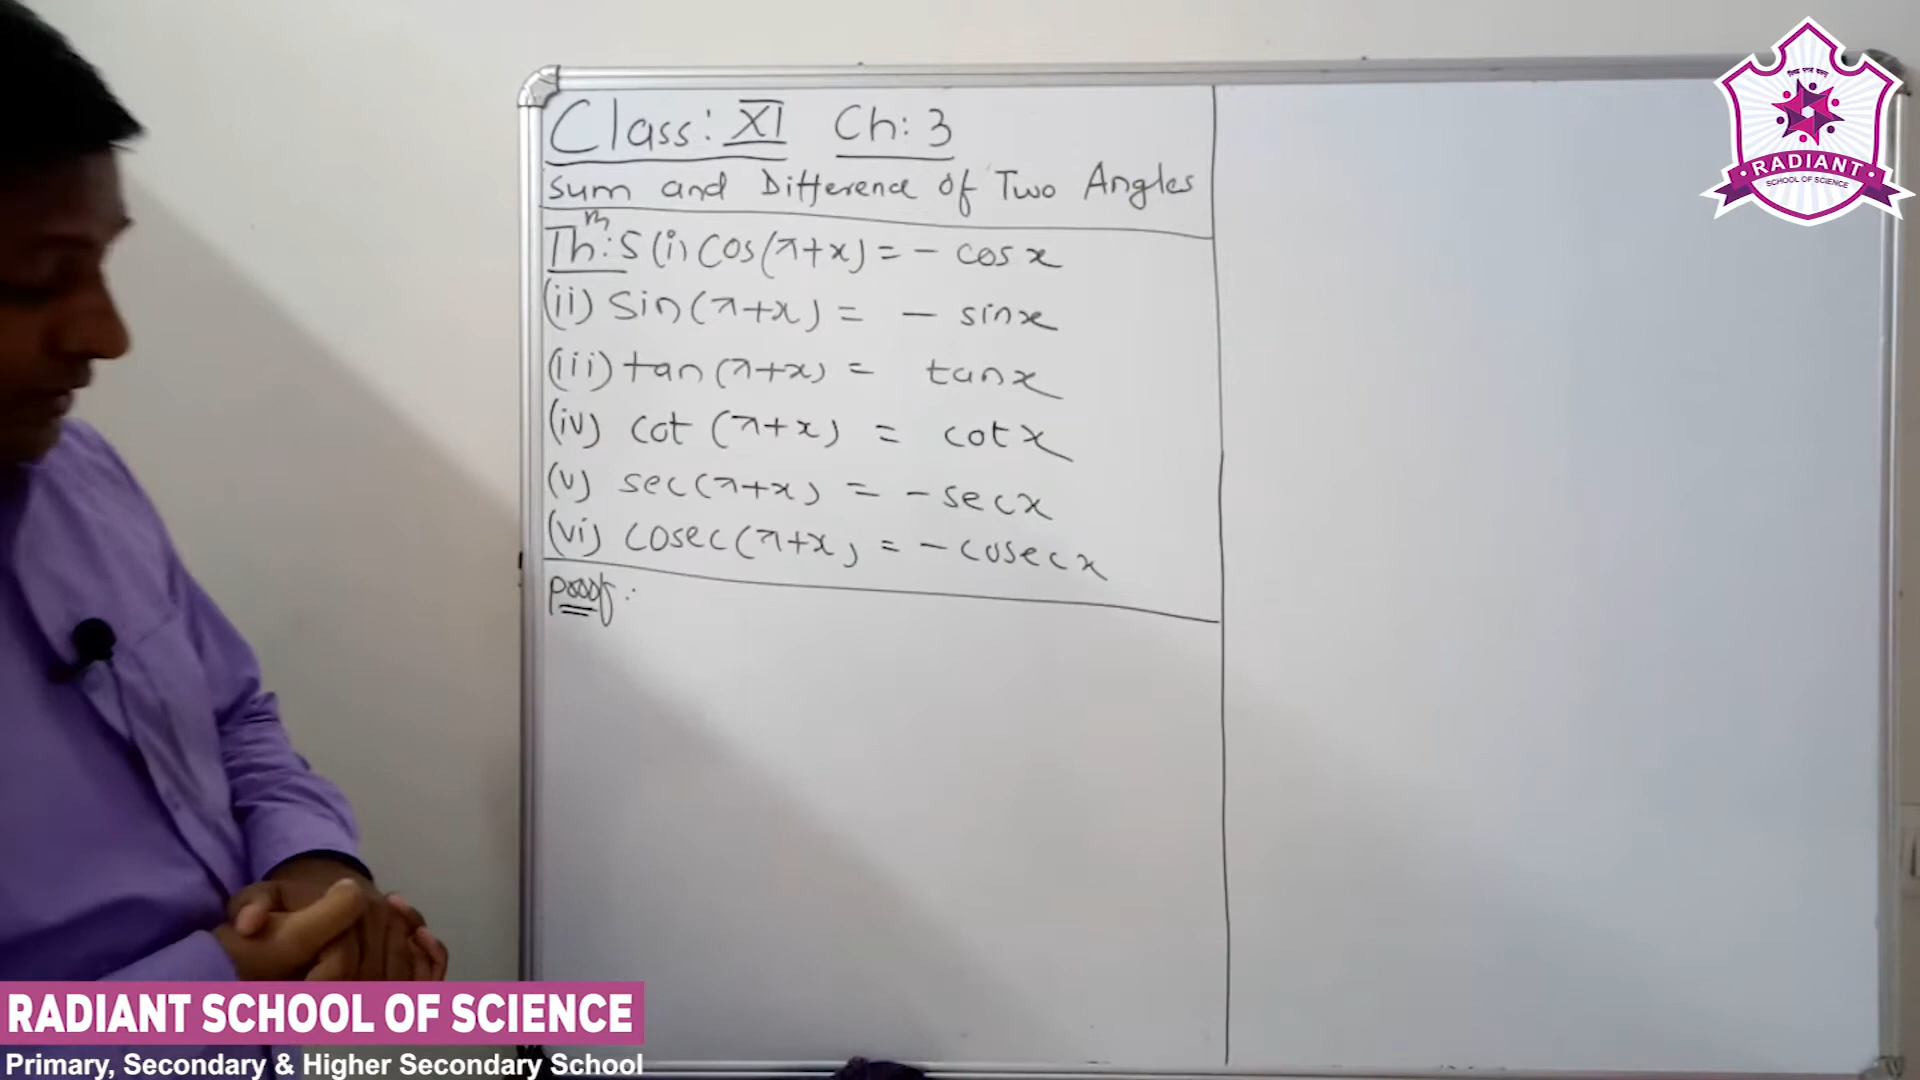 Class: XI Ch: 3
Sum and Difference of Two Angles
Thm: 5 (i) Cos(π+x) = - cos x
(ii) Sin(π+x) = - sinx
(iii) tan(π+x) = tanx
(iv) cot (π+x) = cotx
(v) sec(π+x) = -secx
(vi) cosec(π+x) = -cosecx
Proof:
RADIANT
SCHOOL OF SCIENCE
RADIANT SCHOOL OF SCIENCE
Primary, Secondary & Higher Secondary School